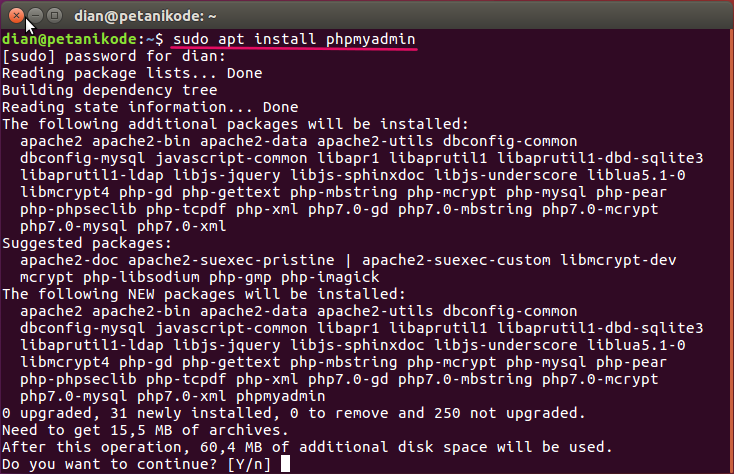 dian@petanikode: ~
dian@petanikode:~$ sudo apt install phpmyadmin
[sudo] password for dian:
Reading package lists... Done
Building dependency tree
Reading state information... Done
The following additional packages will be installed:
  apache2 apache2-bin apache2-data apache2-utils dbconfig-common
  dbconfig-mysql javascript-common libapr1 libaprutil1 libaprutil1-dbd-sqlite3
  libaprutil1-ldap libjs-jquery libjs-sphinxdoc libjs-underscore liblua5.1-0
  libmcrypt4 php-gd php-gettext php-mbstring php-mcrypt php-mysql php-pear
  php-phpseclib php-tcpdf php-xml php7.0-gd php7.0-mbstring php7.0-mcrypt
  php7.0-mysql php7.0-xml
Suggested packages:
  apache2-doc apache2-suexec-pristine | apache2-suexec-custom libmcrypt-dev
  mcrypt php-libsodium php-gmp php-imagick
The following NEW packages will be installed:
  apache2 apache2-bin apache2-data apache2-utils dbconfig-common
  dbconfig-mysql javascript-common libapr1 libaprutil1 libaprutil1-dbd-sqlite3
  libaprutil1-ldap libjs-jquery libjs-sphinxdoc libjs-underscore liblua5.1-0
  libmcrypt4 php-gd php-gettext php-mbstring php-mcrypt php-mysql php-pear
  php-phpseclib php-tcpdf php-xml php7.0-gd php7.0-mbstring php7.0-mcrypt
  php7.0-mysql php7.0-xml phpmyadmin
0 upgraded, 31 newly installed, 0 to remove and 250 not upgraded.
Need to get 15,5 MB of archives.
After this operation, 60,4 MB of additional disk space will be used.
Do you want to continue? [Y/n]